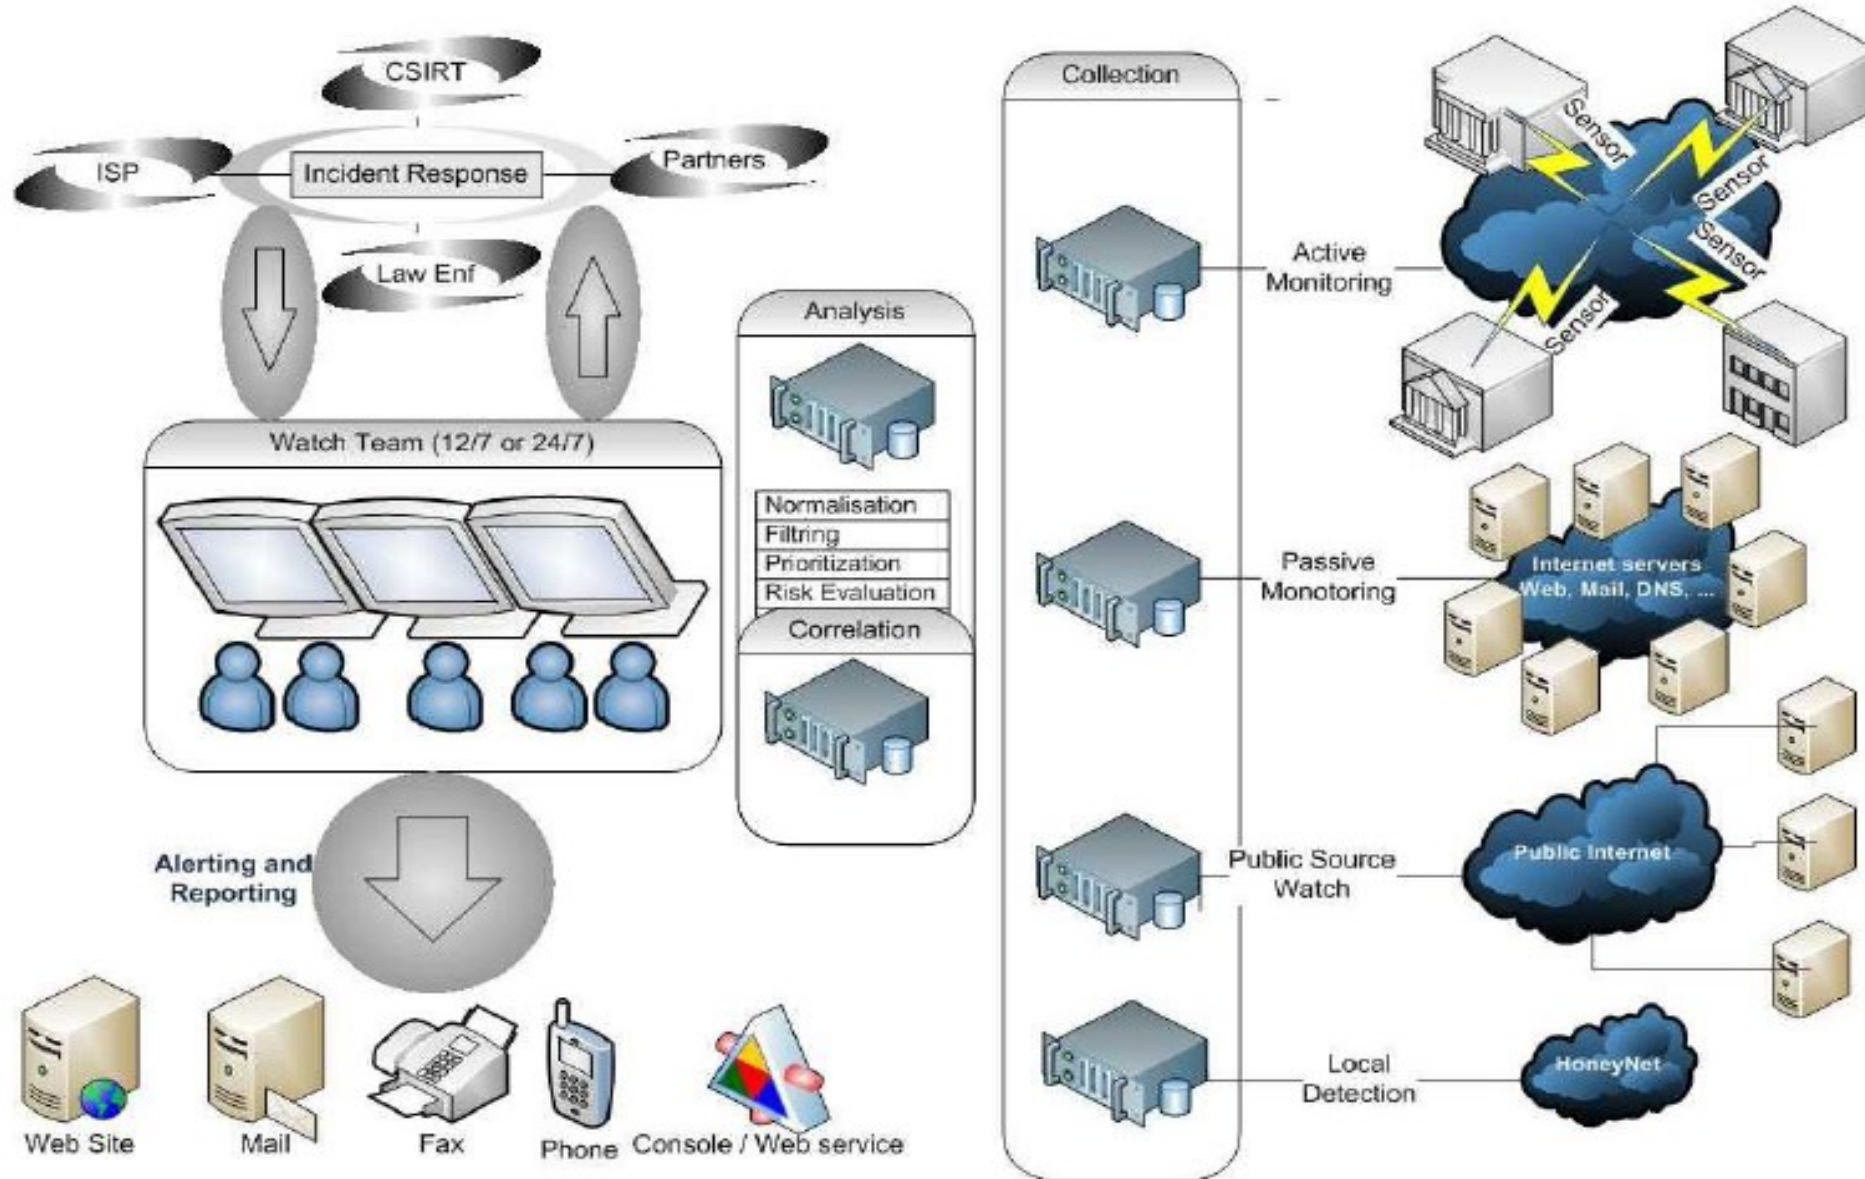 CSIRT
ISP
Incident Response
Partners
Law Enf
Watch Team (12/7 or 24/7)
Analysis
Normalisation
Filtring
Prioritization
Risk Evaluation
Correlation
Alerting and
Reporting
Web Site
Mail
Fax
Phone
Console / Web service
Collection
Active
Monitoring
Sensor
Sensor
Sensor
Sensor
Passive
Monotoring
Internet servers
Web, Mail, DNS, ...
Public Source
Watch
Public Internet
Local
Detection
HoneyNet